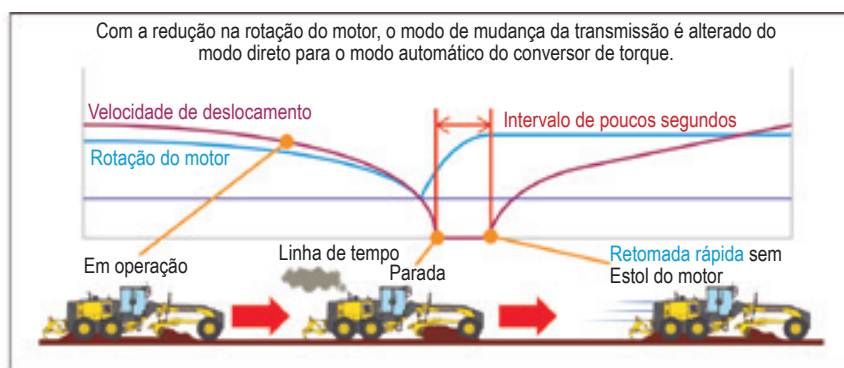 Com a redução na rotação do motor, o modo de mudança da transmissão é alterado do
modo direto para o modo automático do conversor de torque.
Velocidade de deslocamento
Intervalo de poucos segundos
Rotação do motor
Em operação
Linha de tempo
Parada
Retomada rápida sem
Estol do motor